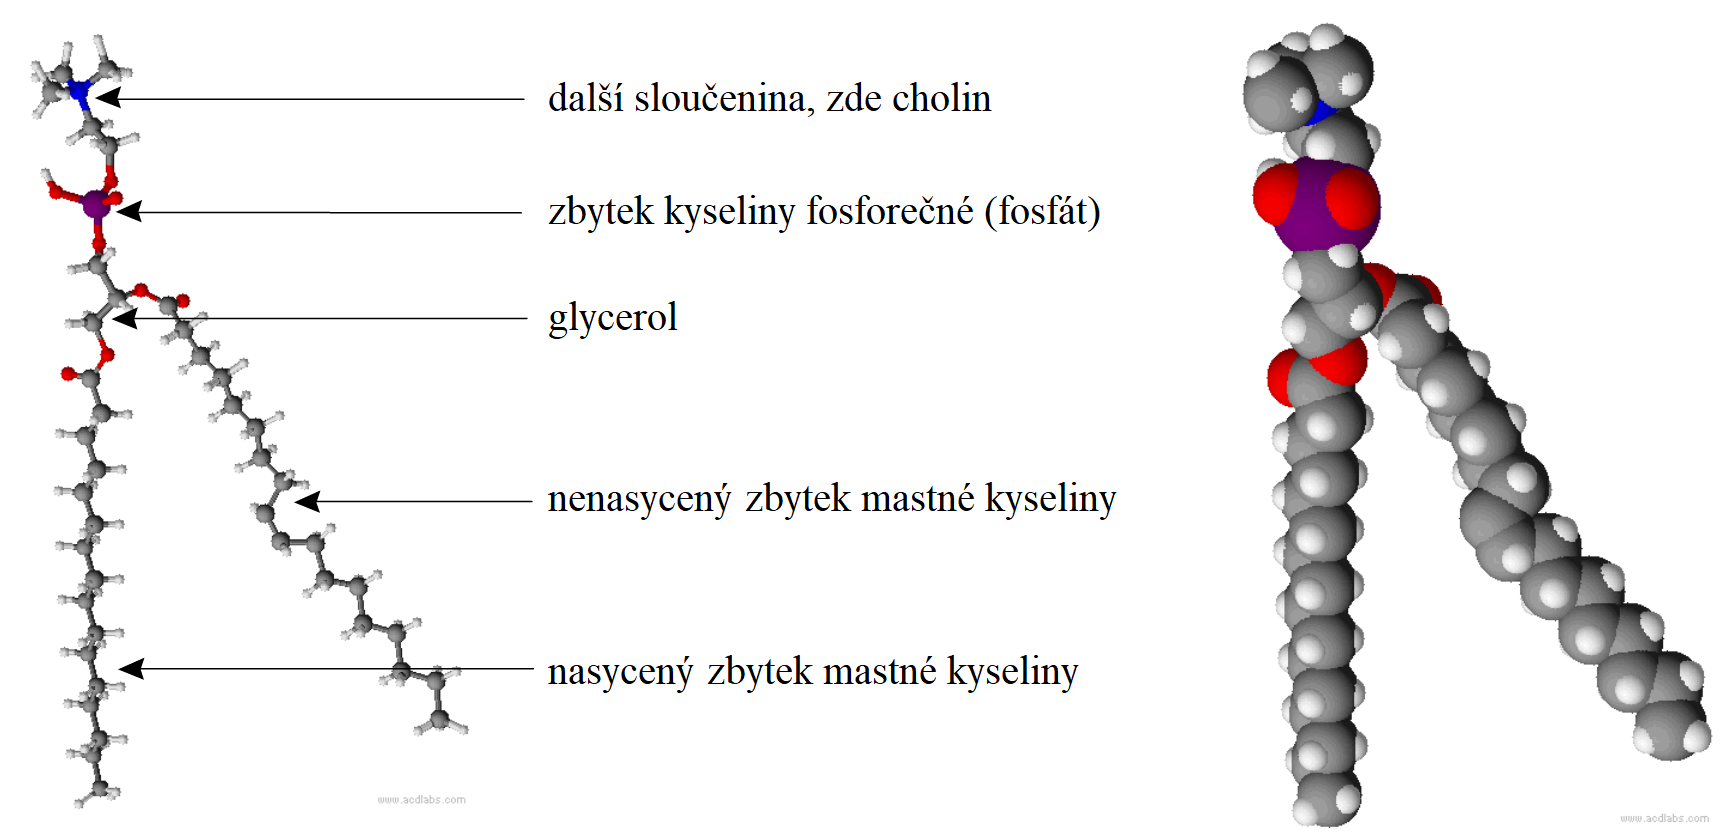 další sloučenina, zde cholin
zbytek kyseliny fosforečné (fosfát)
glycerol
nenasycený zbytek mastné kyseliny
nasycený zbytek mastné kyseliny
www.acdlabs.com
www.acdlabs.com